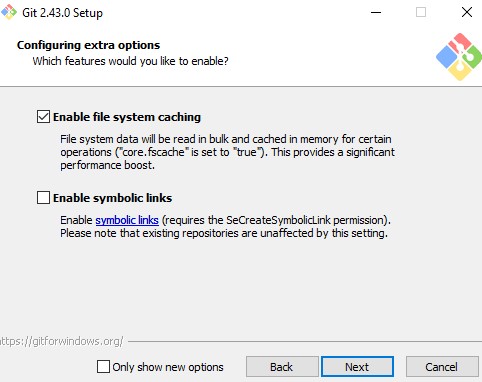 Git 2.43.0 Setup
Configuring extra options
Which features would you like to enable?
Enable file system caching
File system data will be read in bulk and cached in memory for certain
operations ("core.fscache" is set to "true"). This provides a significant
performance boost.
Enable symbolic links
Enable symbolic links (requires the SeCreateSymbolicLink permission).
Please note that existing repositories are unaffected by this setting.
https://gitforwindows.org/
Only show new options
Back
Next
Cancel